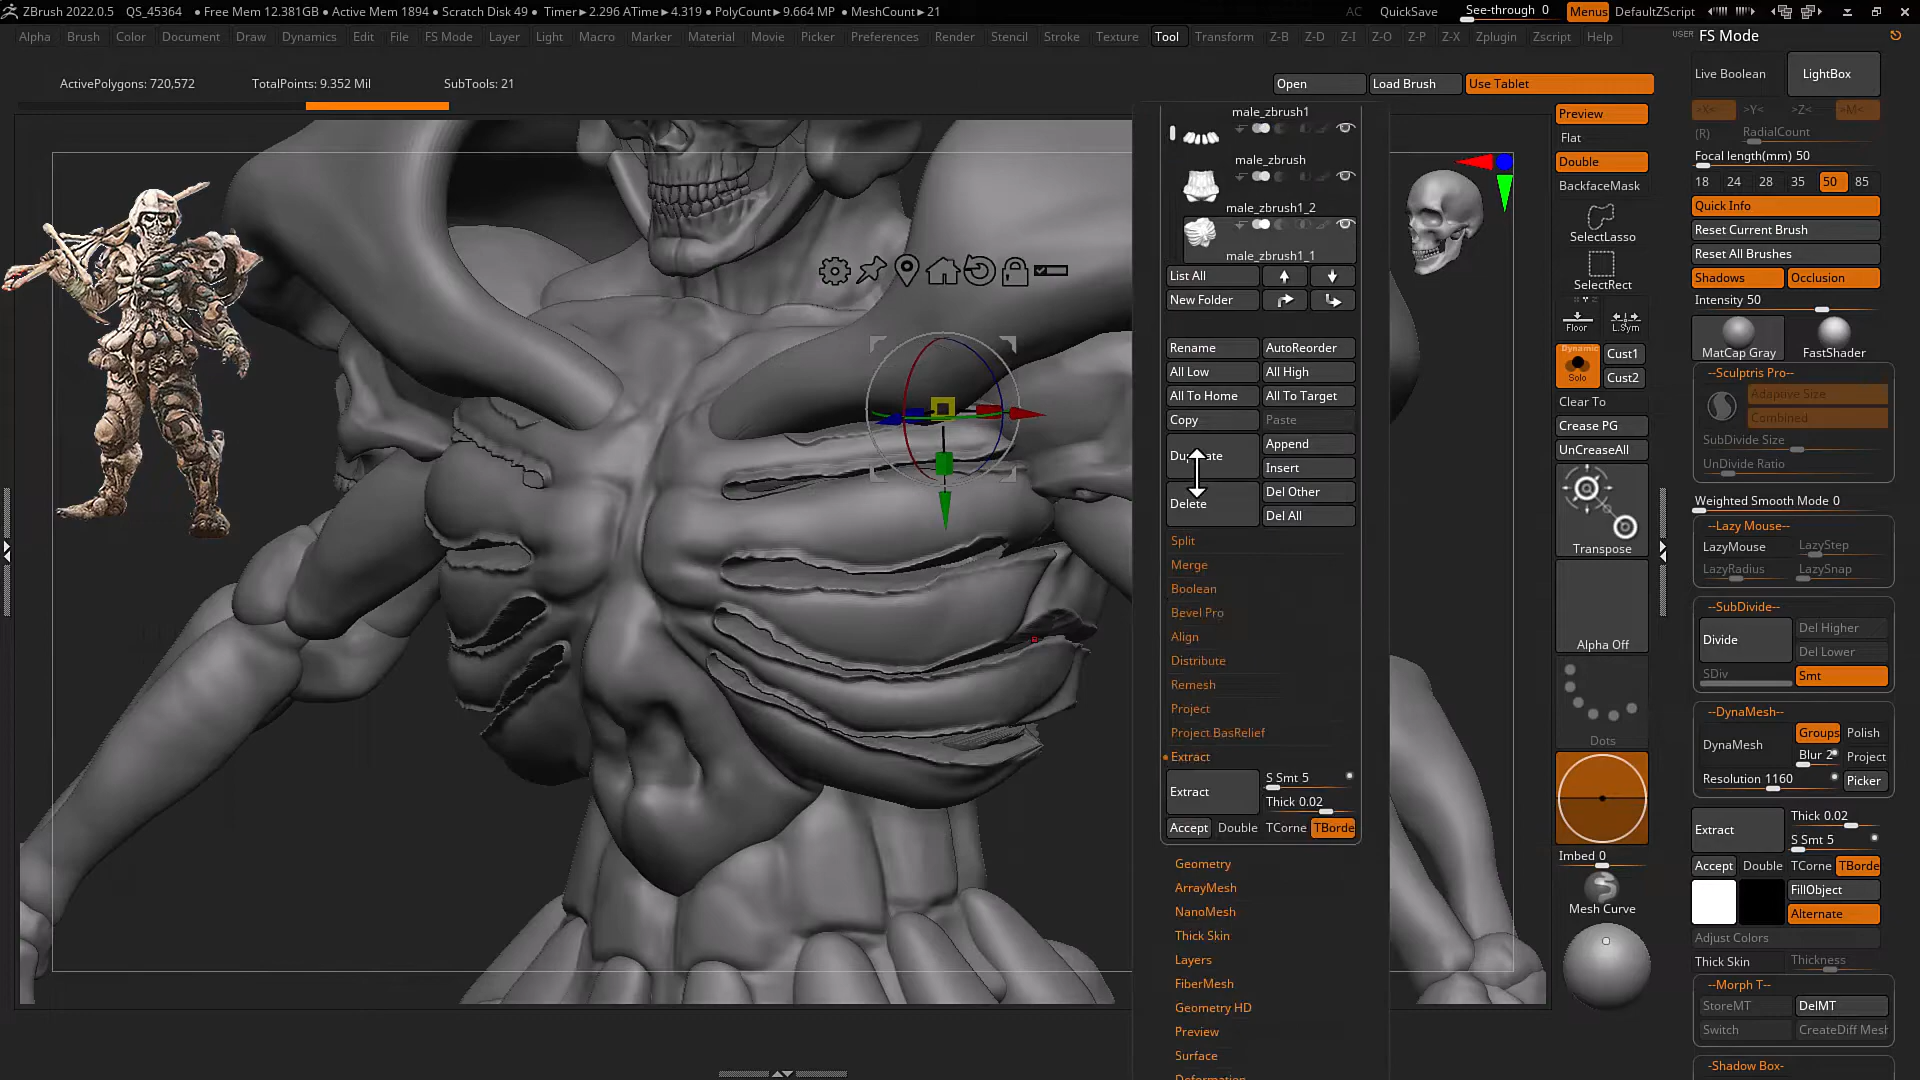 ZBrush 2022.0.5 QS_45364 ● Free Mem 12.381GB ● Active Mem 1894 ● Scratch Disk 49 ● Timer►2.296 ATime►4.319 ● PolyCount►9.664 MP ● MeshCount►21 AC QuickSave See-through 0 Menus DefaultZScript
Alpha Brush Color Document Draw Dynamics Edit File FS Mode Layer Light Macro Marker Material Movie Picker Preferences Render Stencil Stroke Texture Tool Transform Z-B Z-D Z-I Z-O Z-P Z-X Zplugin Zscript Help
USER FS Mode
ActivePolygons: 720,572 TotalPoints: 9.352 Mil SubTools: 21
Open Load Brush Use Tablet
male_zbrush1
male_zbrush
male_zbrush1_2
male_zbrush1_1
List All
New Folder
Rename AutoReorder
All Low All High
All To Home All To Target
Copy Paste
Append
Insert
Delete Del Other
Del All
Split
Merge
Boolean
Bevel Pro
Align
Distribute
Remesh
Project
Project BasRelief
Extract
Extract S Smt 5
Thick 0.02
Accept Double TCorne TBorde
Geometry
ArrayMesh
NanoMesh
Thick Skin
Layers
FiberMesh
Geometry HD
Preview
Surface
Deformation
Preview
Flat
Double
BackfaceMask
SelectLasso
SelectRect
Floor L.Sym
Dynamic
Solo
Cust1
Cust2
Clear To
Crease PG
UnCreaseAll
Transpose
Alpha Off
Dots
Imbed 0
Mesh Curve
Live Boolean LightBox
>X< >Y< >Z< >M<
(R) RadialCount
Focal length(mm) 50
18 24 28 35 50 85
Quick Info
Reset Current Brush
Reset All Brushes
Shadows Occlusion
Intensity 50
MatCap Gray FastShader
--Sculptris Pro--
Adaptive Size
Combined
SubDivide Size
UnDivide Ratio
Weighted Smooth Mode 0
--Lazy Mouse--
LazyMouse LazyStep
LazyRadius LazySnap
--SubDivide--
Divide Del Higher
Del Lower
SDiv Smt
--DynaMesh--
DynaMesh Groups Polish
Blur 2 Project
Resolution 1160 Picker
Extract Thick 0.02
S Smt 5
Accept Double TCorne TBorde
FillObject
Alternate
Adjust Colors
Thick Skin Thickness
--Morph T--
StoreMT DelMT
Switch CreateDiff Mesh
-Shadow Box-